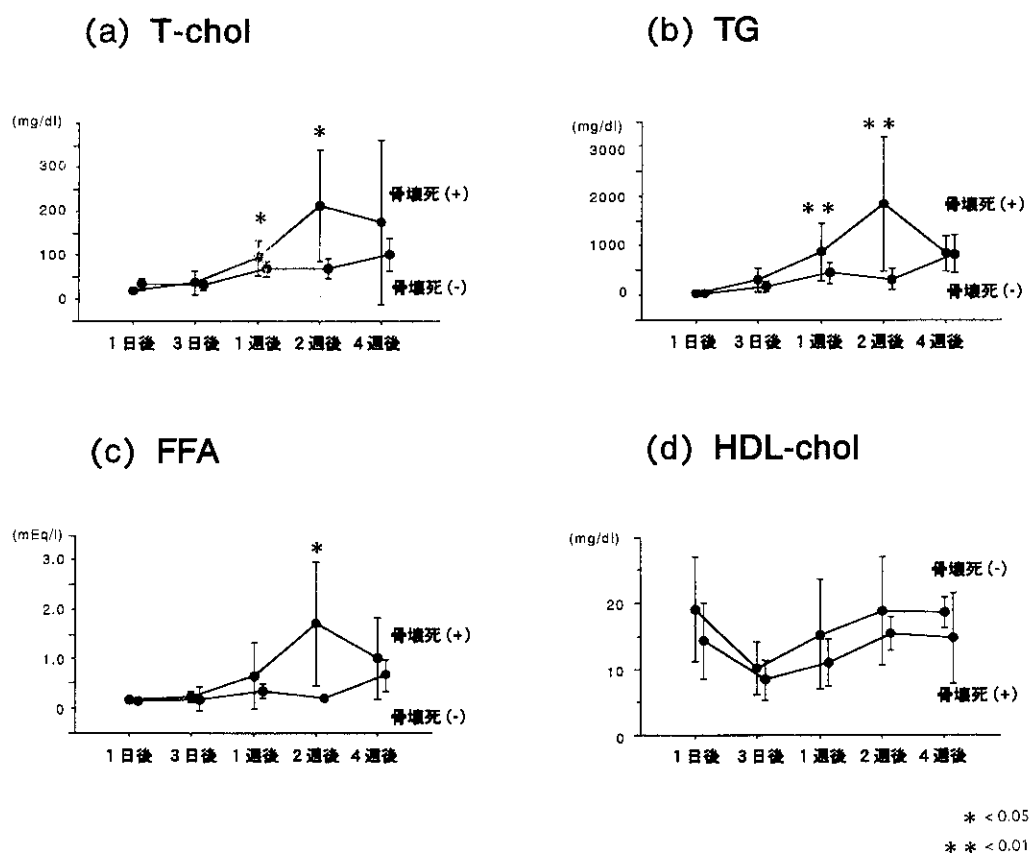 (a) T-chol
(mg/dl)
300
200
100
0
*
*
骨壊死(+)
骨壊死(-)
1日後 3日後 1週後 2週後 4週後
(b) TG
(mg/dl)
3000
2000
1000
0
* *
* *
骨壊死(+)
骨壊死(-)
1日後 3日後 1週後 2週後 4週後
(c) FFA
(mEq/l)
3.0
2.0
1.0
0
*
骨壊死(+)
骨壊死(-)
1日後 3日後 1週後 2週後 4週後
(d) HDL-chol
(mg/dl)
20
10
0
骨壊死(-)
骨壊死(+)
1日後 3日後 1週後 2週後 4週後
* <0.05
* * <0.01